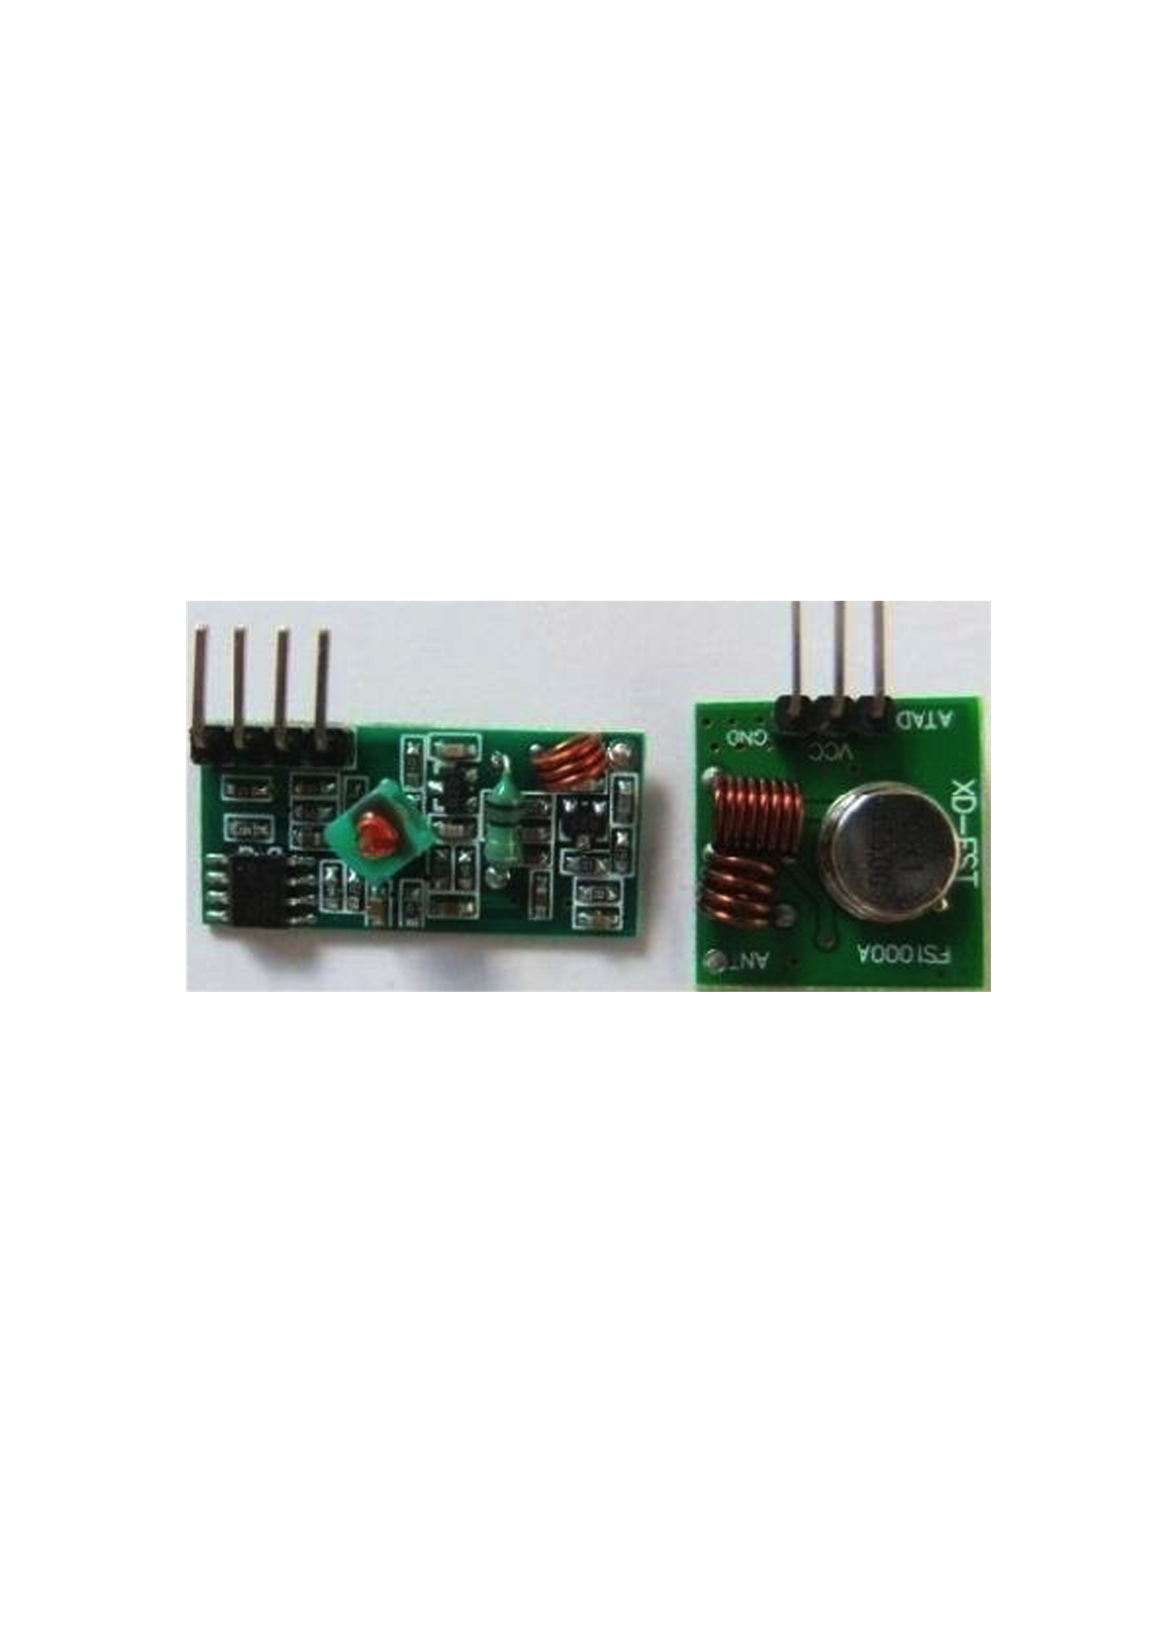 ATAD
GND
VCC
XD-FST
ANT
FS1000A